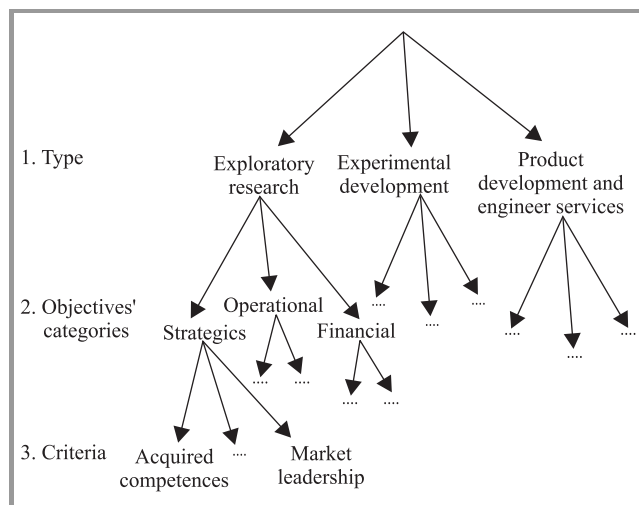 1. Type
Exploratory
research
Experimental
development
Product
development and
engineer services
2. Objectives'
categories
Strategics
Operational
Financial
....
....
....
....
....
....
....
....
....
....
3. Criteria
Acquired
competences
....
Market
leadership